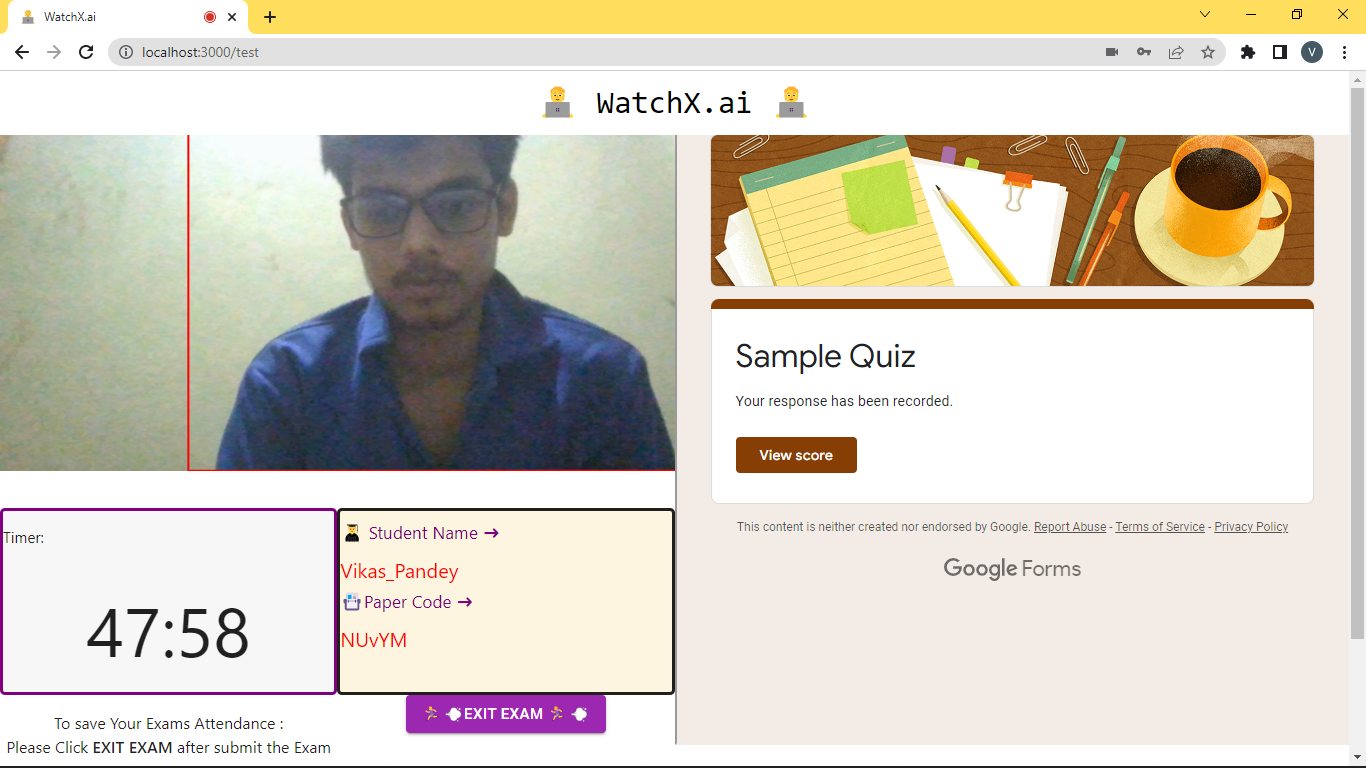 WatchX.ai
localhost:3000/test
V
WatchX.ai
Sample Quiz
Your response has been recorded.
View score
This content is neither created nor endorsed by Google. Report Abuse - Terms of Service - Privacy Policy
Google Forms
Timer:
47:58
Student Name →
Vikas_Pandey
Paper Code →
NUvYM
EXIT EXAM
To save Your Exams Attendance :
Please Click EXIT EXAM after submit the Exam